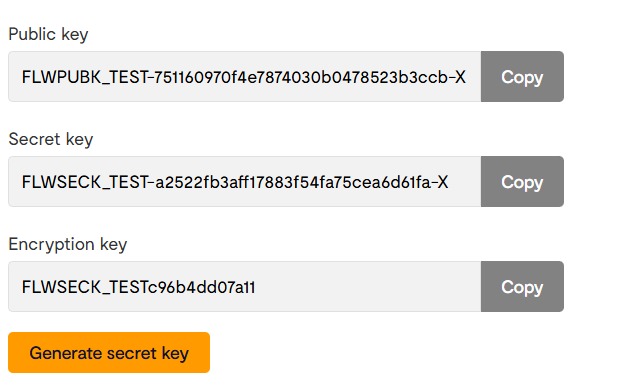 Public key
FLWPUBK_TEST-751160970f4e7874030b0478523b3ccb-X Copy
Secret key
FLWSECK_TEST-a2522fb3aff17883f54fa75cea6d61fa-X Copy
Encryption key
FLWSECK_TESTc96b4dd07a11 Copy
Generate secret key